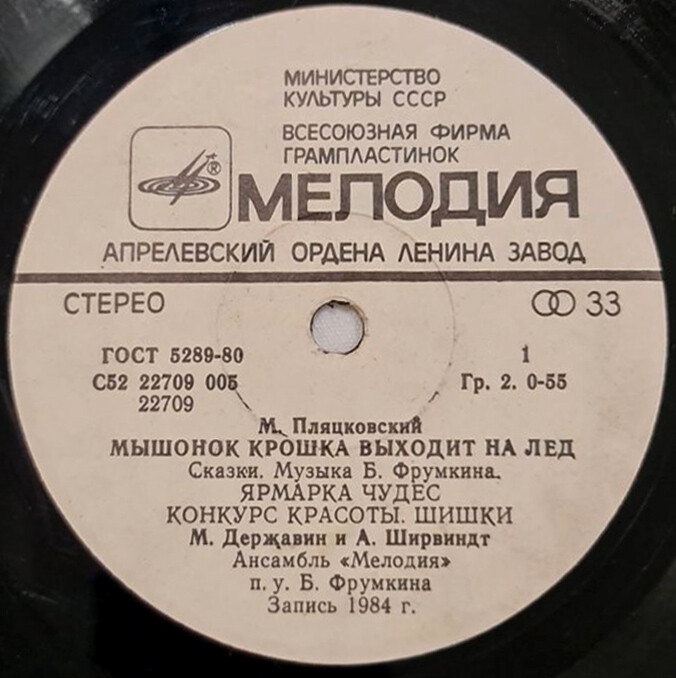 МИНИСТЕРСТВО
КУЛЬТУРЫ СССР
ВСЕСОЮЗНАЯ ФИРМА
ГРАМПЛАСТИНОК
®
МЕЛОДИЯ
АПРЕЛЕВСКИЙ ОРДЕНА ЛЕНИНА ЗАВОД
СТЕРЕО 33
ГОСТ 5289-80 1
С52 22709 005 Гр. 2. 0-55
22709
М. Пляцковский
МЫШОНОК КРОШКА ВЫХОДИТ НА ЛЕД
Сказки. Музыка Б. Фрумкина.
ЯРМАРКА ЧУДЕС
КОНКУРС КРАСОТЫ. ШИШКИ
М. Державин и А. Ширвиндт
Ансамбль «Мелодия»
п. у. Б. Фрумкина
Запись 1984 г.